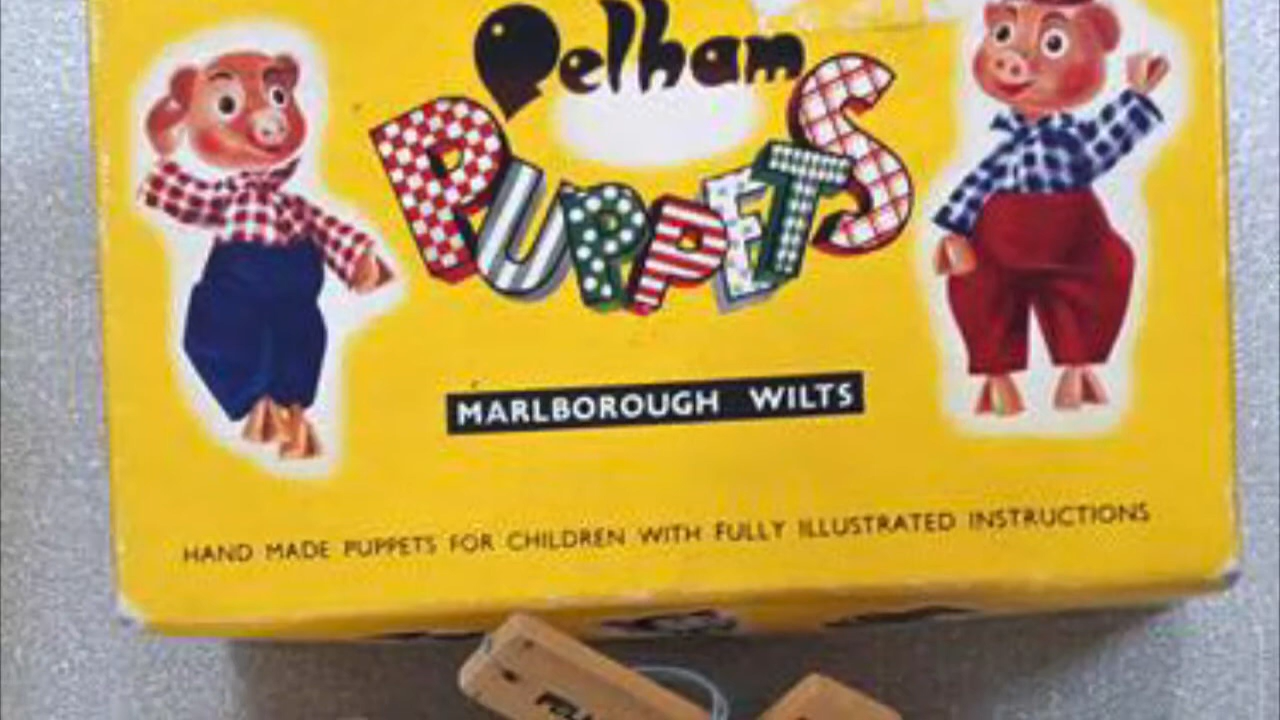 Pelham
PUPPETS
MARLBOROUGH WILTS
HAND MADE PUPPETS FOR CHILDREN WITH FULLY ILLUSTRATED INSTRUCTIONS